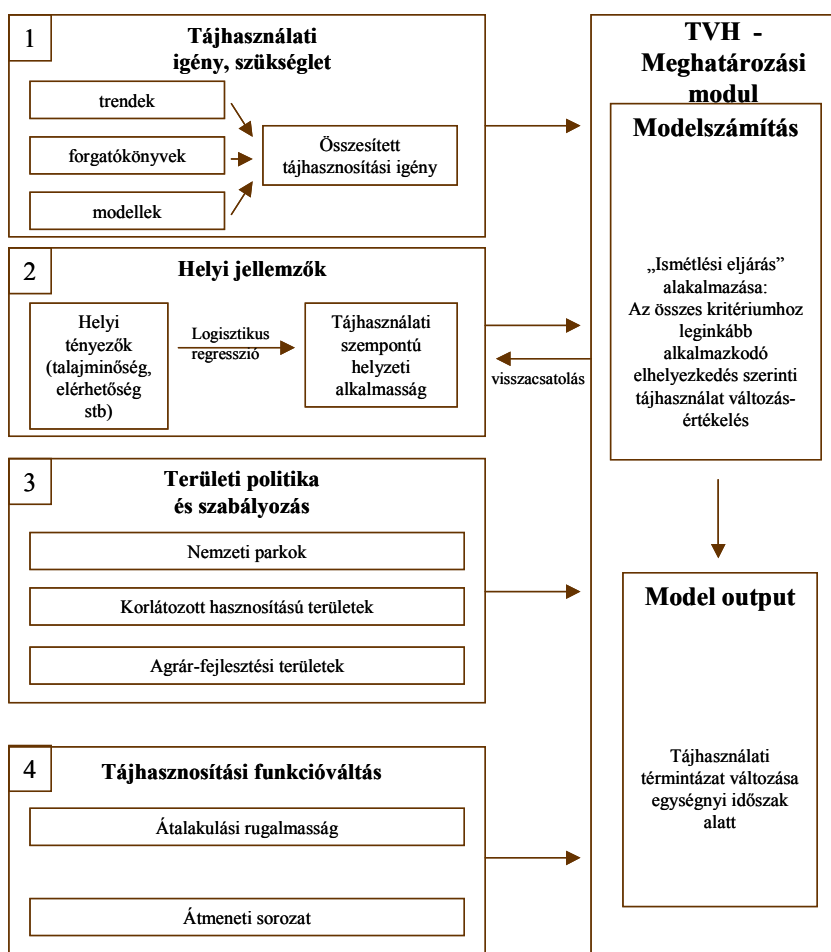 1
Tájhasználati
igény, szükséglet
trendek
forgatókönyvek
modellek
Összesített
tájhasznosítási igény
2
Helyi jellemzők
Helyi
tényezők
(talajminőség,
elérhetőség
stb)
Logisztikus
regresszió
Tájhasználati
szempontú
helyzeti
alkalmasság
visszacsatolás
3
Területi politika
és szabályozás
Nemzeti parkok
Korlátozott hasznosítású területek
Agrár-fejlesztési területek
4
Tájhasznosítási funkcióváltás
Átalakulási rugalmasság
Átmeneti sorozat
TVH -
Meghatározási
modul
Modelszámítás
„Ismétlési eljárás”
alakalmazása:
Az összes kritériumhoz
leginkább
alkalmazkodó
elhelyezkedés szerinti
tájhasználat változás-
értékelés
Model output
Tájhasználati
términtázat változása
egységnyi időszak
alatt